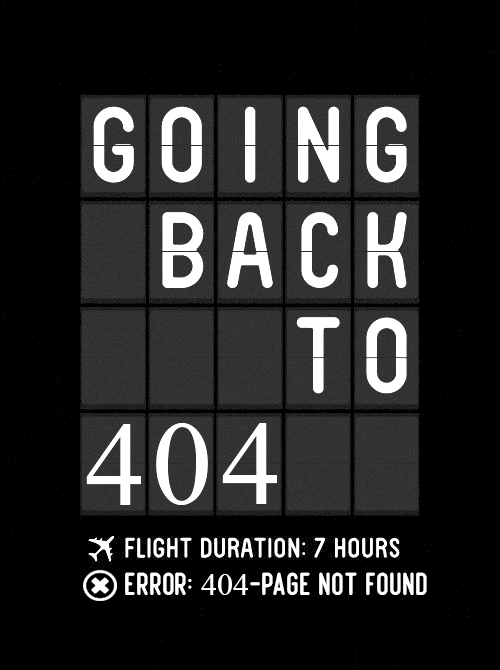 GOING
BACK
TO
404
FLIGHT DURATION: 7 HOURS
ERROR: 404-PAGE NOT FOUND